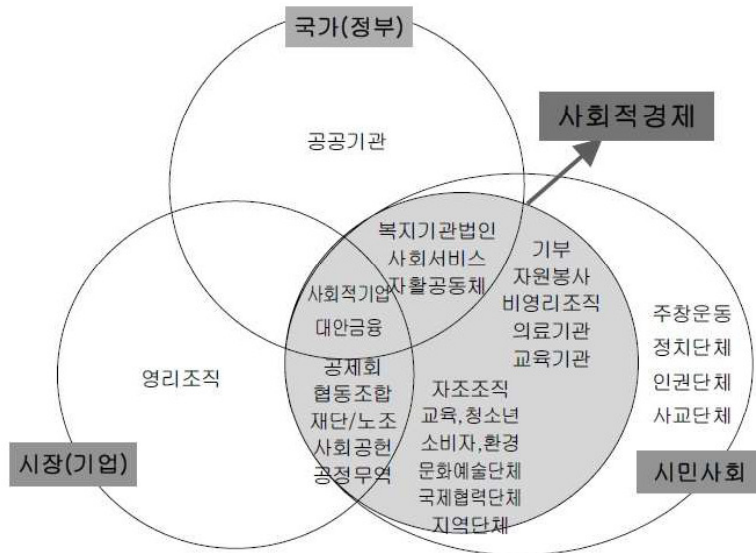 국가(정부)
사회적경제
공공기관
복지기관법인
사회서비스
자활공동체
기부
자원봉사
비영리조직
의료기관
교육기관
사회적기업
대안금융
주창운동
정치단체
인권단체
사교단체
영리조직
공제회
협동조합
재단/노조
사회공헌
공정무역
자조조직
교육,청소년
소비자,환경
문화예술단체
국제협력단체
지역단체
시장(기업)
시민사회